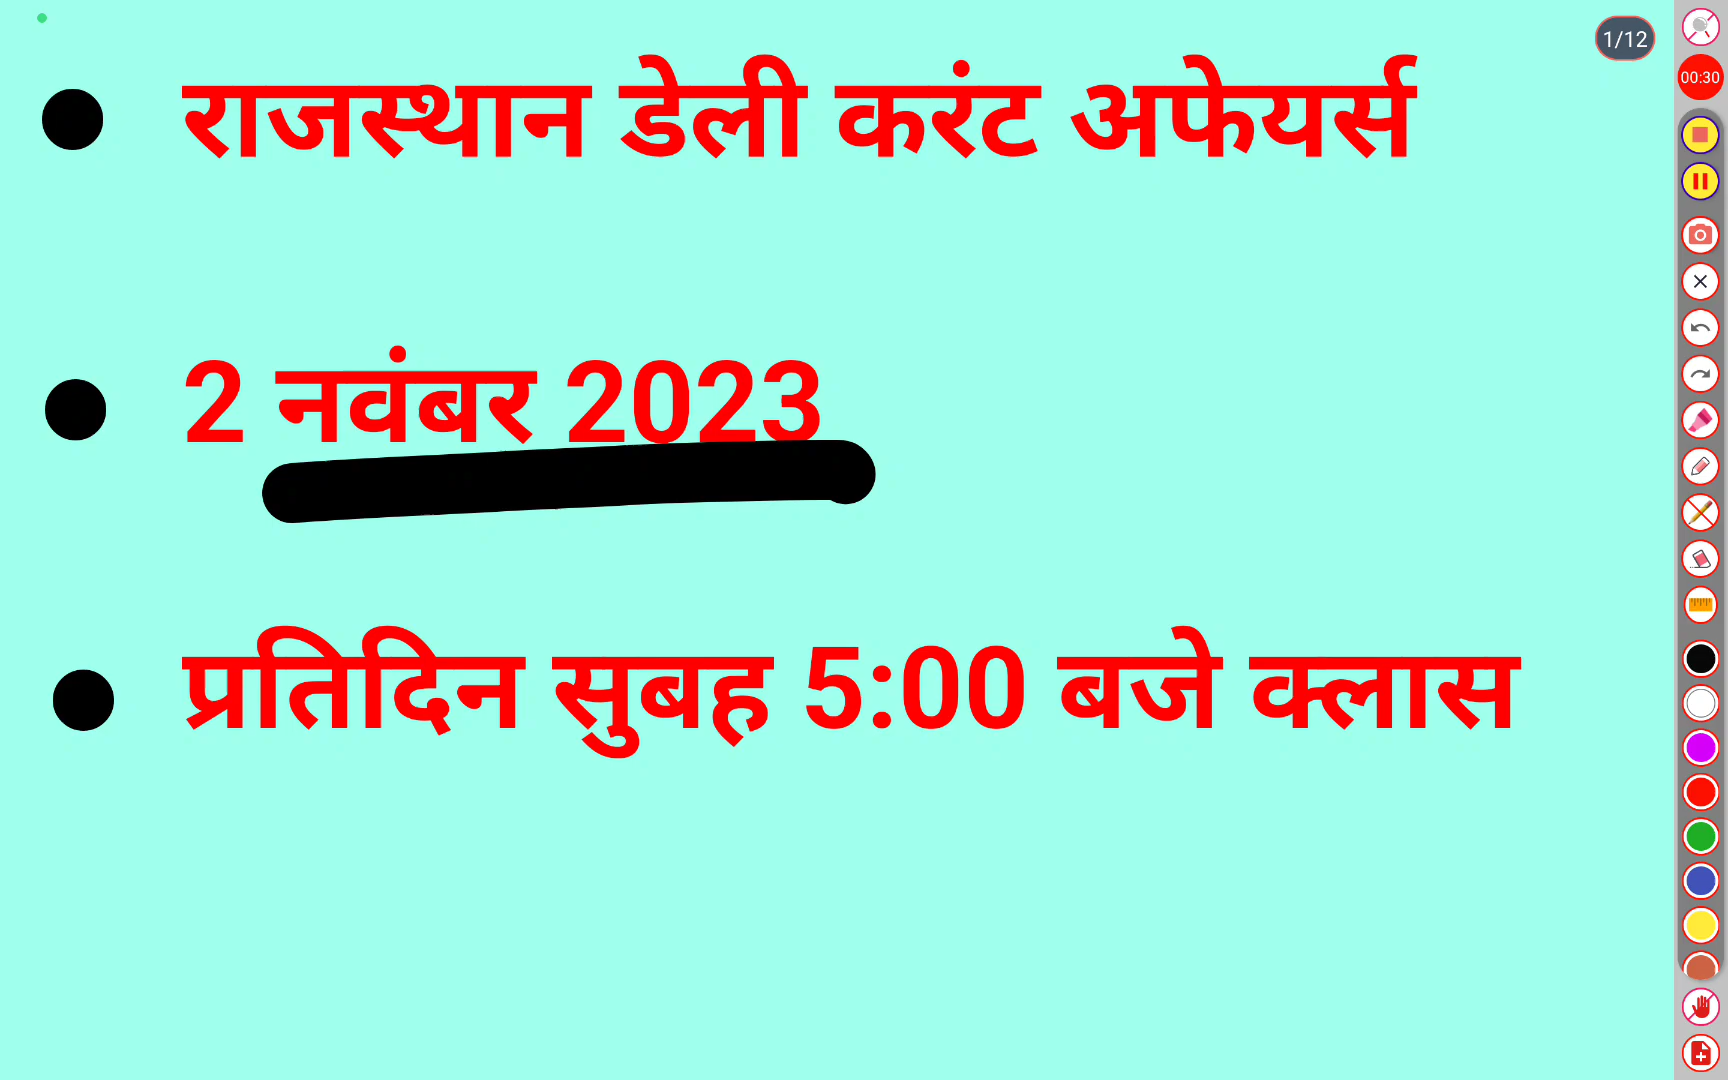 राजस्थान डेली करंट अफेयर्स
2 नवंबर 2023
प्रतिदिन सुबह 5:00 बजे क्लास
1/12
00:30